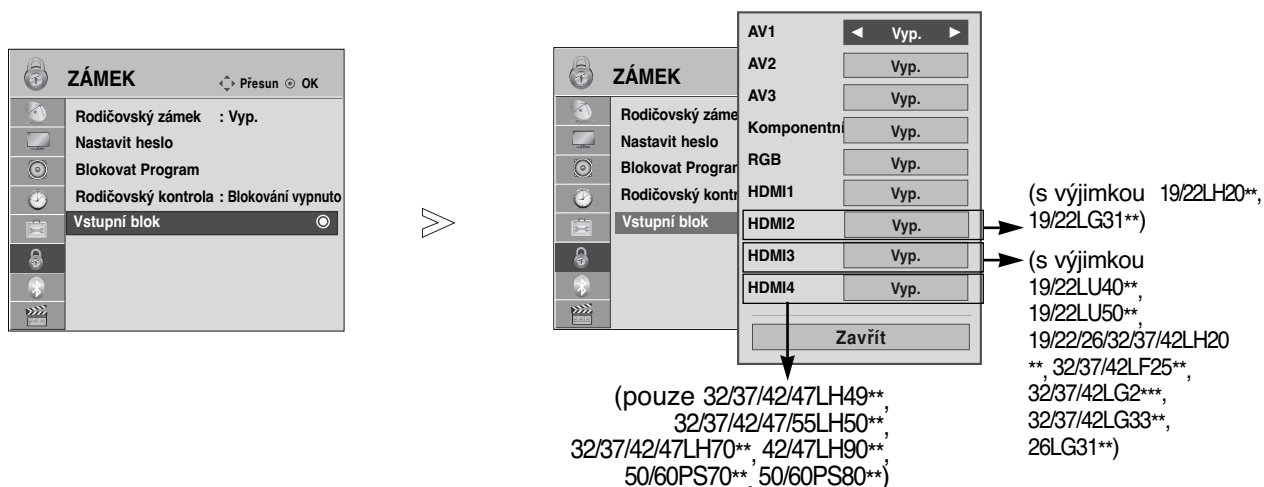 ZÁMEK
Přesun OK
Rodičovský zámek : Vyp.
Nastavit heslo
Blokovat Program
Rodičovský kontrola : Blokování vypnuto
Vstupní blok
ZÁMEK
Rodičovský záme
Nastavit heslo
Blokovat Prograr
Rodičovský kontr
Vstupní blok
AV1 ◄ Vyp. ►
AV2 Vyp.
AV3 Vyp.
Komponentní Vyp.
RGB Vyp.
HDMI1 Vyp.
HDMI2 Vyp.
HDMI3 Vyp.
HDMI4 Vyp.
Zavřít
(s výjimkou 19/22LH20**,
19/22LG31**)
(s výjimkou
19/22LU40**,
19/22LU50**,
19/22/26/32/37/42LH20
**, 32/37/42LF25**,
32/37/42LG2***,
32/37/42LG33**,
26LG31**)
(pouze 32/37/42/47LH49**,
32/37/42/47/55LH50**,
32/37/42/47LH70**, 42/47LH90**,
50/60PS70**, 50/60PS80**)